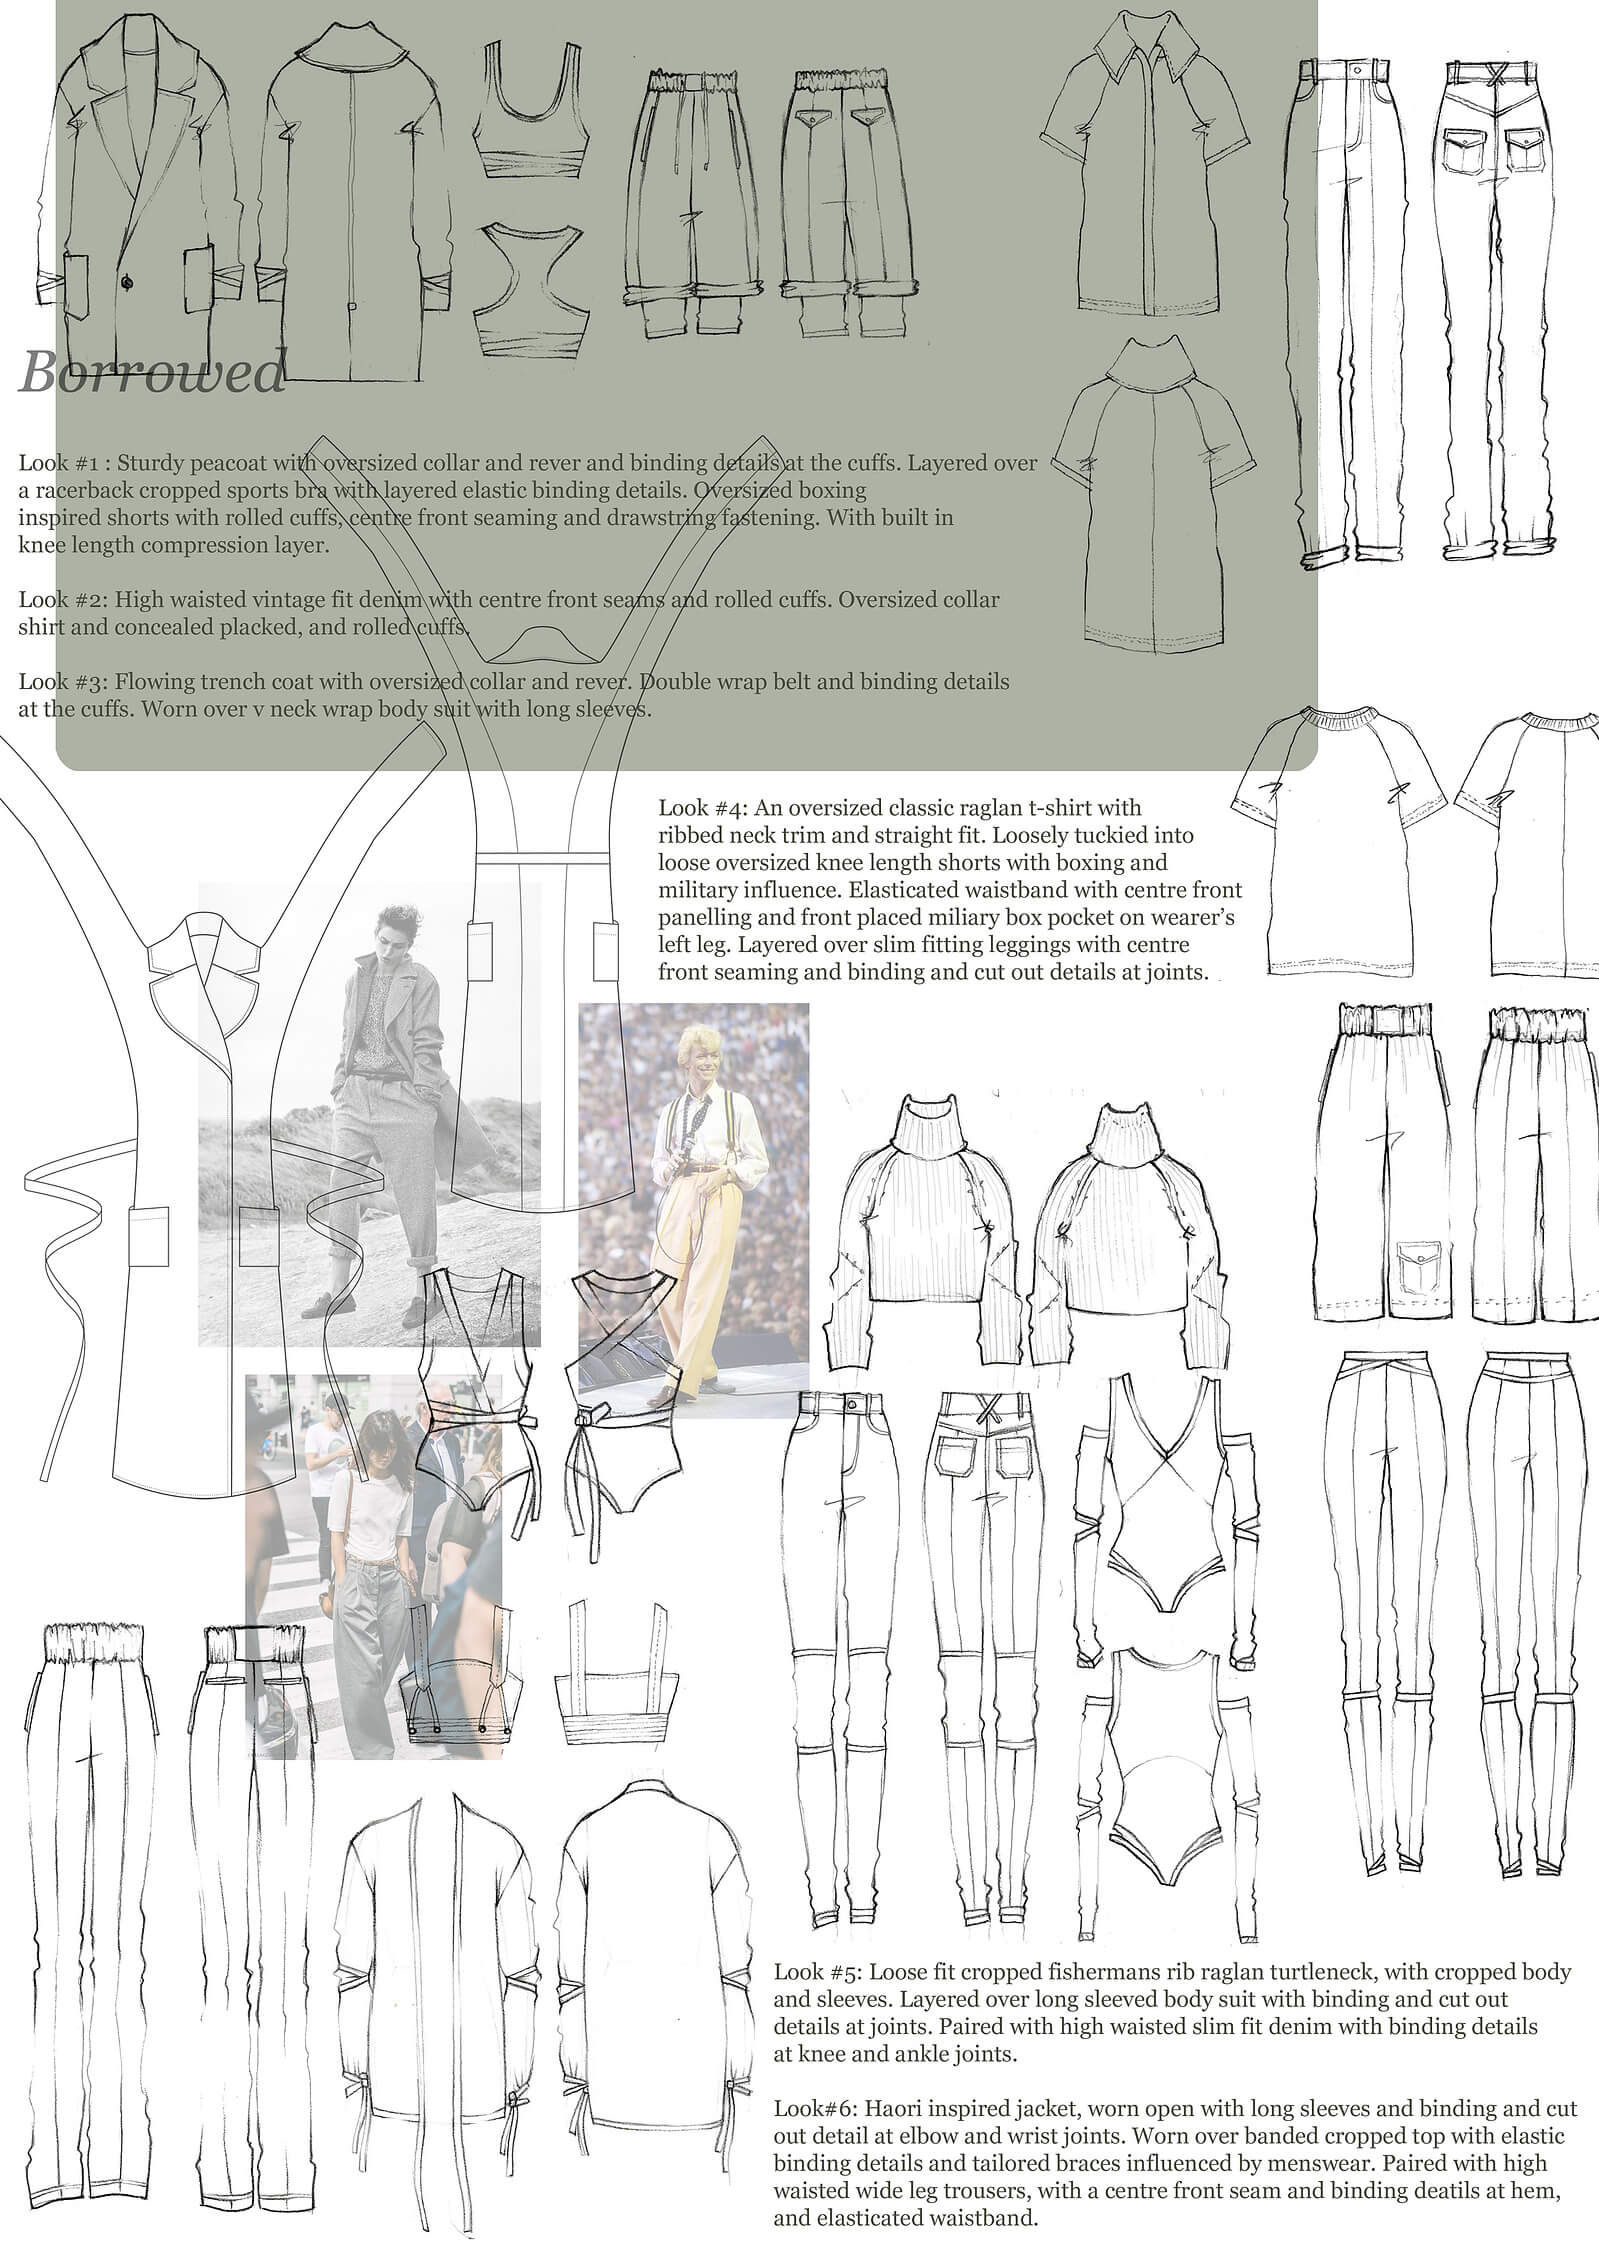 Borrowed
Look #1 : Sturdy peacoat with oversized collar and rever and binding details at the cuffs. Layered over
a racerback cropped sports bra with layered elastic binding details. Oversized boxing
inspired shorts with rolled cuffs, centre front seaming and drawstring fastening. With built in
knee length compression layer.
Look #2: High waisted vintage fit denim with centre front seams and rolled cuffs. Oversized collar
shirt and concealed placked, and rolled cuffs.
Look #3: Flowing trench coat with oversized collar and rever. Double wrap belt and binding details
at the cuffs. Worn over v neck wrap body suit with long sleeves.
Look #4: An oversized classic raglan t-shirt with
ribbed neck trim and straight fit. Loosely tuckied into
loose oversized knee length shorts with boxing and
military influence. Elasticated waistband with centre front
panelling and front placed miliary box pocket on wearer's
left leg. Layered over slim fitting leggings with centre
front seaming and binding and cut out details at joints.
Look #5: Loose fit cropped fishermans rib raglan turtleneck, with cropped body
and sleeves. Layered over long sleeved body suit with binding and cut out
details at joints. Paired with high waisted slim fit denim with binding details
at knee and ankle joints.
Look#6: Haori inspired jacket, worn open with long sleeves and binding and cut
out detail at elbow and wrist joints. Worn over banded cropped top with elastic
binding details and tailored braces influenced by menswear. Paired with high
waisted wide leg trousers, with a centre front seam and binding deatils at hem,
and elasticated waistband.